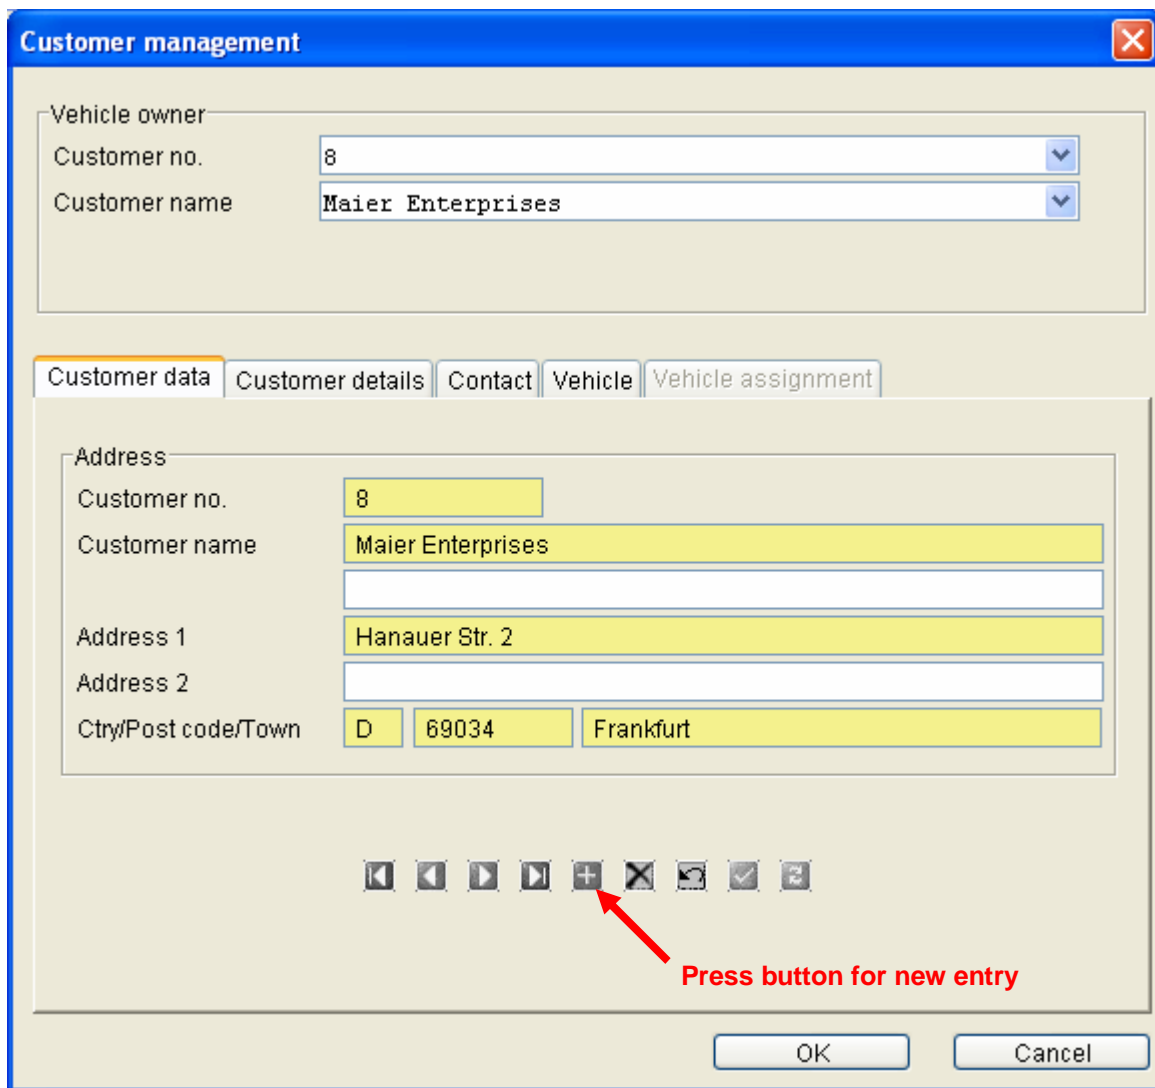 Customer management
Vehicle owner
Customer no. 8
Customer name Maier Enterprises
Customer data Customer details Contact Vehicle Vehicle assignment
Address
Customer no. 8
Customer name Maier Enterprises
Address 1 Hanauer Str. 2
Address 2
Ctry/Post code/Town D 69034 Frankfurt
Press button for new entry
OK Cancel